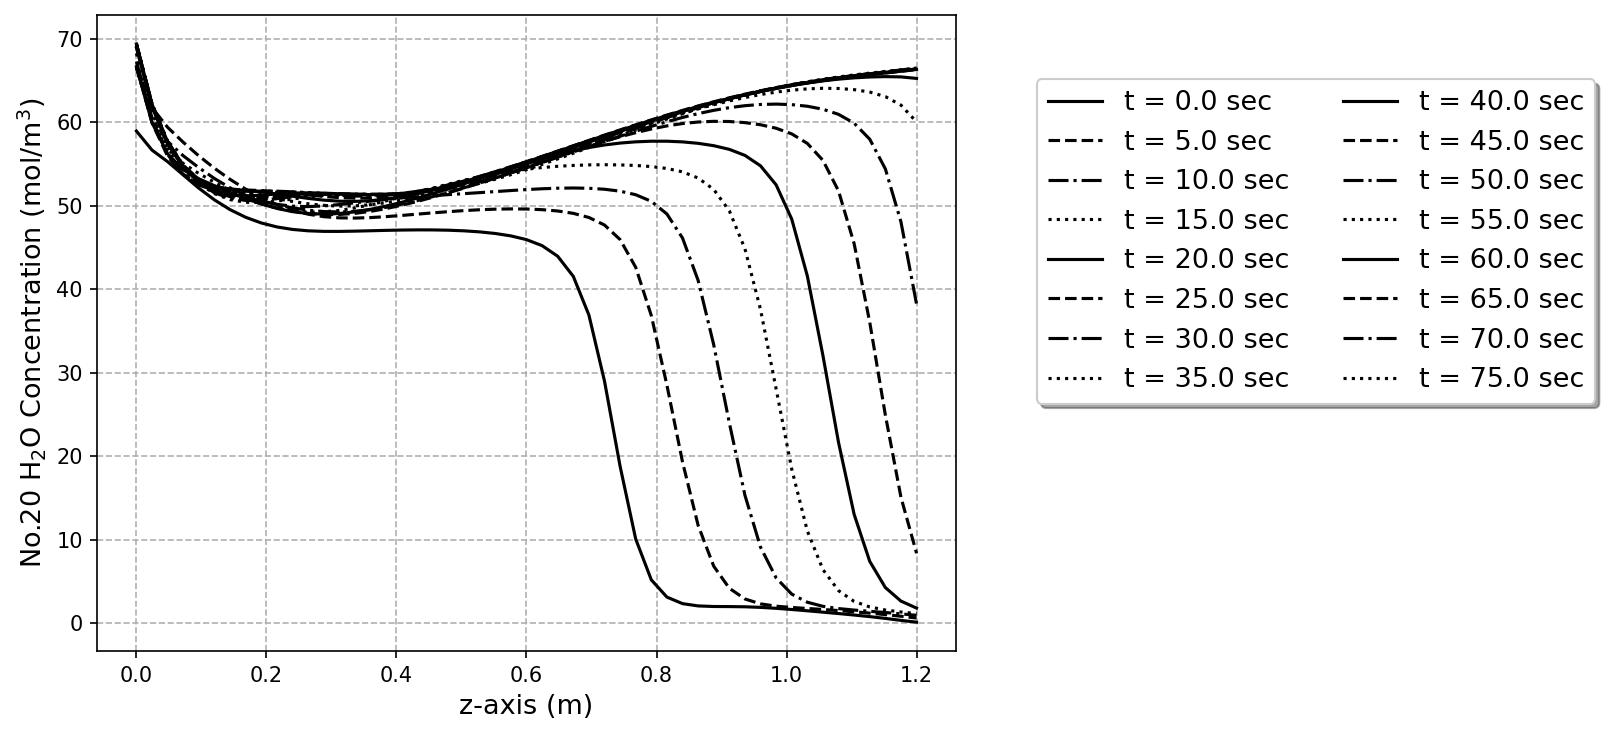 70
60
50
40
30
20
10
0
No.20 H₂O Concentration (mol/m³)
0.0 0.2 0.4 0.6 0.8 1.0 1.2
z-axis (m)
t = 0.0 sec
t = 5.0 sec
t = 10.0 sec
t = 15.0 sec
t = 20.0 sec
t = 25.0 sec
t = 30.0 sec
t = 35.0 sec
t = 40.0 sec
t = 45.0 sec
t = 50.0 sec
t = 55.0 sec
t = 60.0 sec
t = 65.0 sec
t = 70.0 sec
t = 75.0 sec